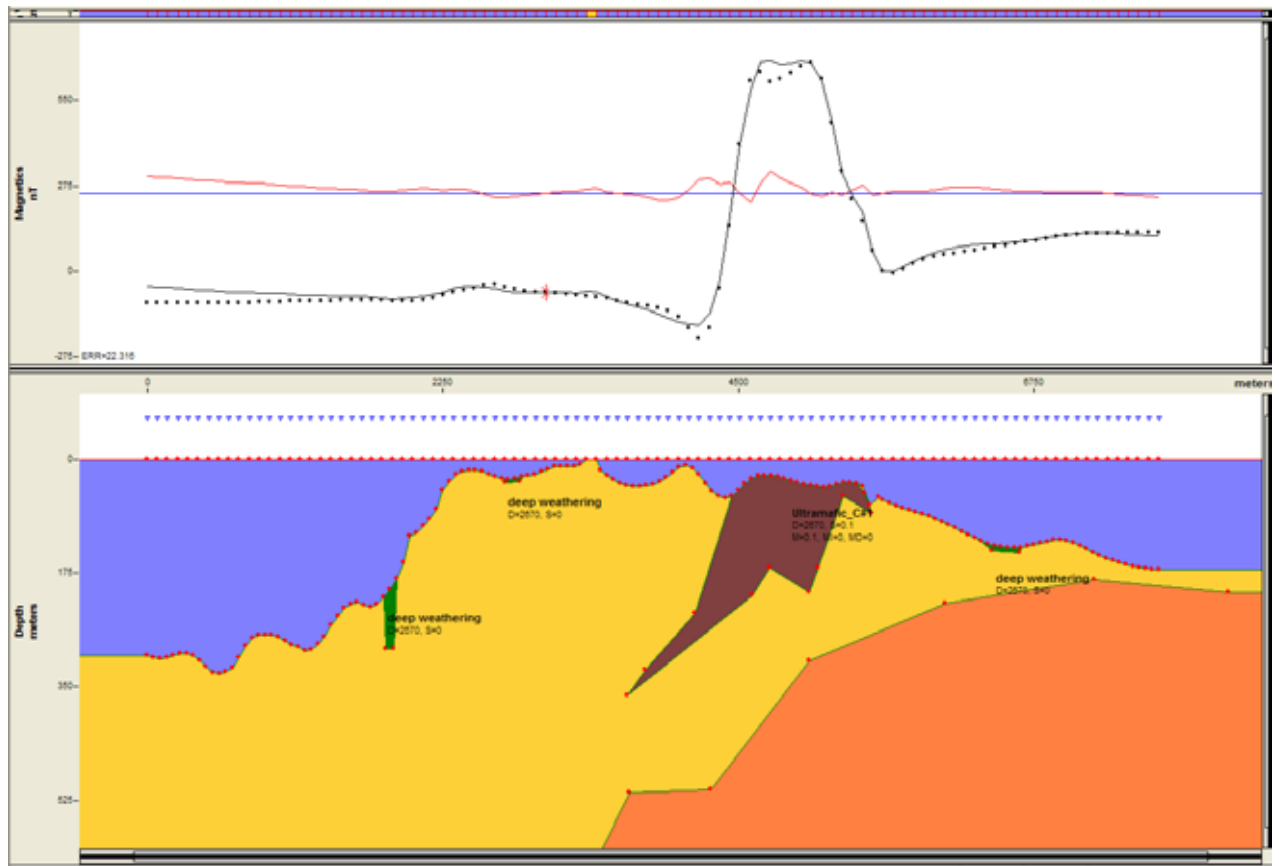 550
275
Magnetics
nT
0
-275
ERR=22.316
0 2250 4500 6750 meters
0
deep weathering
D=2670, S=0
Ultramafic_C#1
D=2670, S=0.1
M=0.1, MI=0, MD=0
175
deep weathering
D=2670, S=0
deep weathering
D=2670, S=0
Depth
meters
350
525